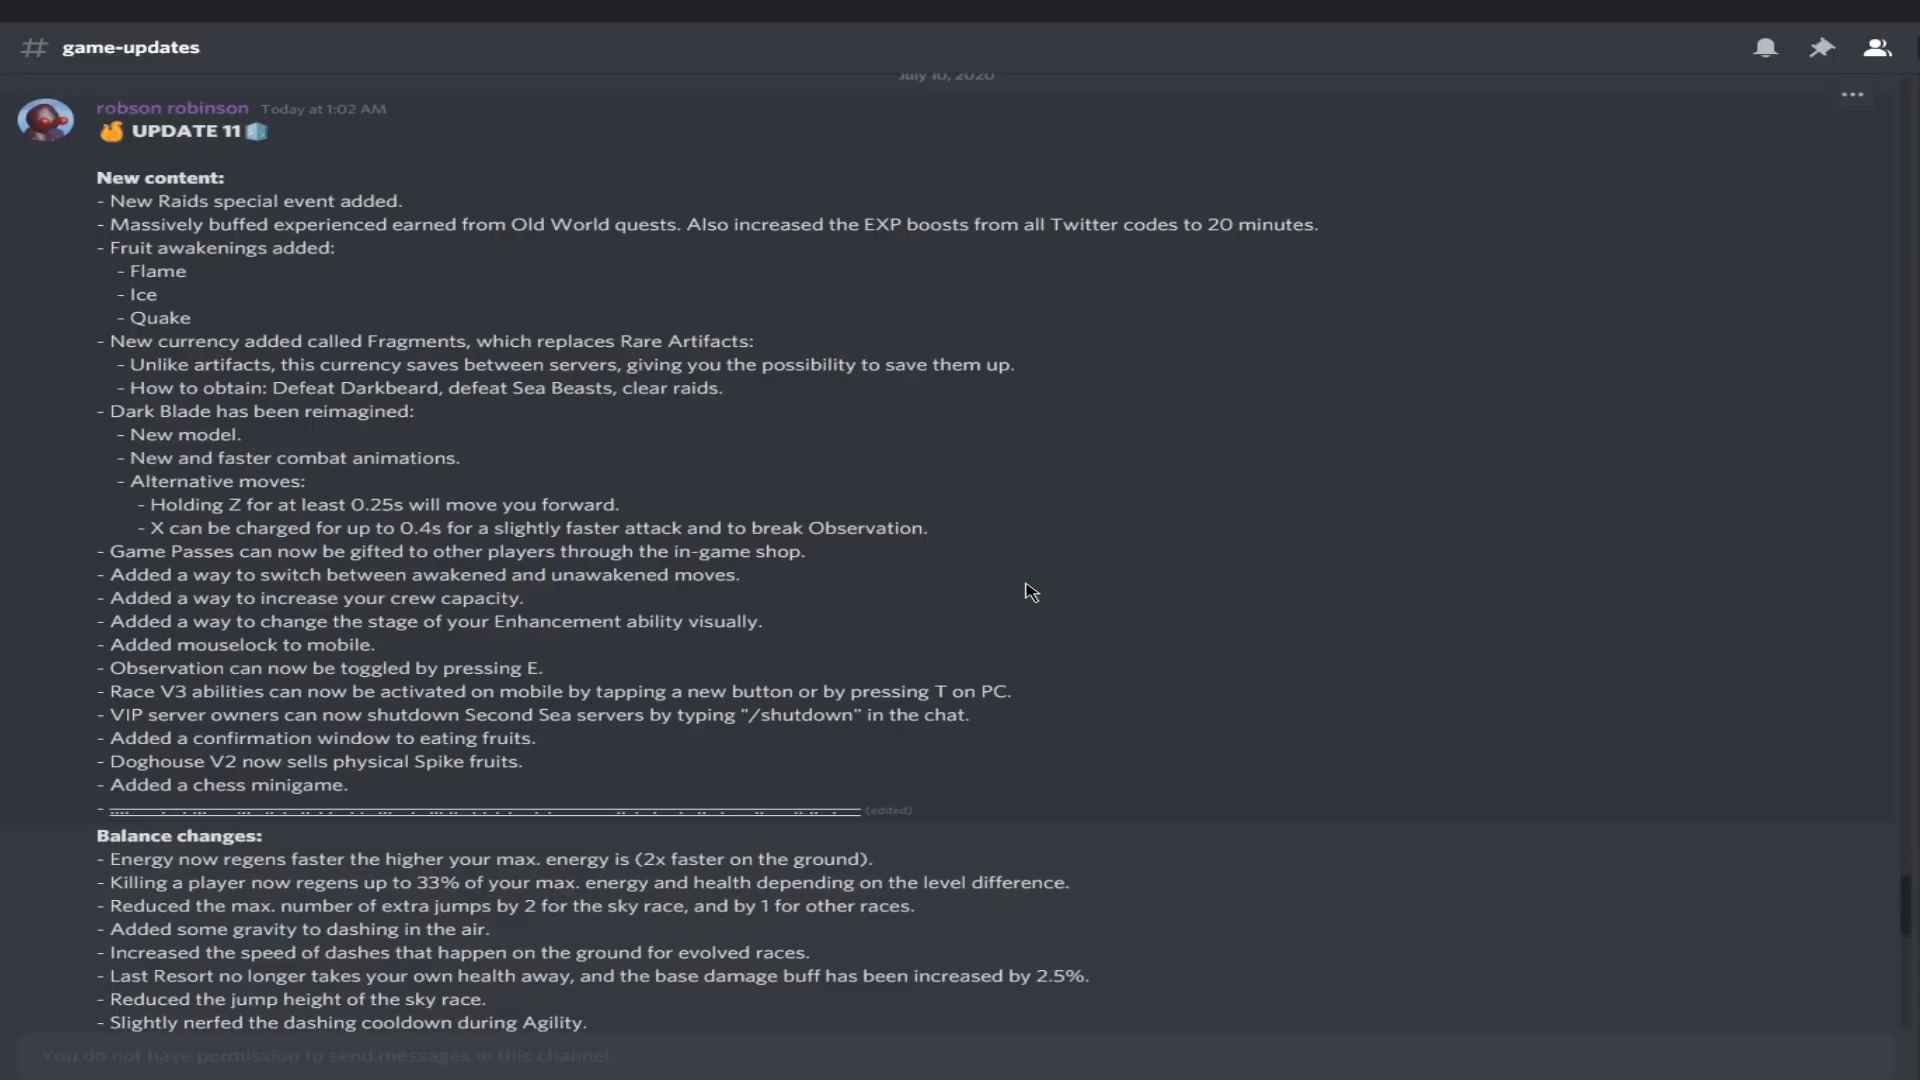 game-updates
July 10, 2020
robson robinson Today at 1:02 AM
UPDATE 11
New content:
- New Raids special event added.
- Massively buffed experienced earned from Old World quests. Also increased the EXP boosts from all Twitter codes to 20 minutes.
- Fruit awakenings added:
- Flame
- Ice
- Quake
- New currency added called Fragments, which replaces Rare Artifacts:
- Unlike artifacts, this currency saves between servers, giving you the possibility to save them up.
- How to obtain: Defeat Darkbeard, defeat Sea Beasts, clear raids.
- Dark Blade has been reimagined:
- New model.
- New and faster combat animations.
- Alternative moves:
- Holding Z for at least 0.25s will move you forward.
- X can be charged for up to 0.4s for a slightly faster attack and to break Observation.
- Game Passes can now be gifted to other players through the in-game shop.
- Added a way to switch between awakened and unawakened moves.
- Added a way to increase your crew capacity.
- Added a way to change the stage of your Enhancement ability visually.
- Added mouselock to mobile.
- Observation can now be toggled by pressing E.
- Race V3 abilities can now be activated on mobile by tapping a new button or by pressing T on PC.
- VIP server owners can now shutdown Second Sea servers by typing "/shutdown" in the chat.
- Added a confirmation window to eating fruits.
- Doghouse V2 now sells physical Spike fruits.
- Added a chess minigame.
- (edited)
Balance changes:
- Energy now regens faster the higher your max. energy is (2x faster on the ground).
- Killing a player now regens up to 33% of your max. energy and health depending on the level difference.
- Reduced the max. number of extra jumps by 2 for the sky race, and by 1 for other races.
- Added some gravity to dashing in the air.
- Increased the speed of dashes that happen on the ground for evolved races.
- Last Resort no longer takes your own health away, and the base damage buff has been increased by 2.5%.
- Reduced the jump height of the sky race.
- Slightly nerfed the dashing cooldown during Agility.
You do not have permission to send messages in this channel.